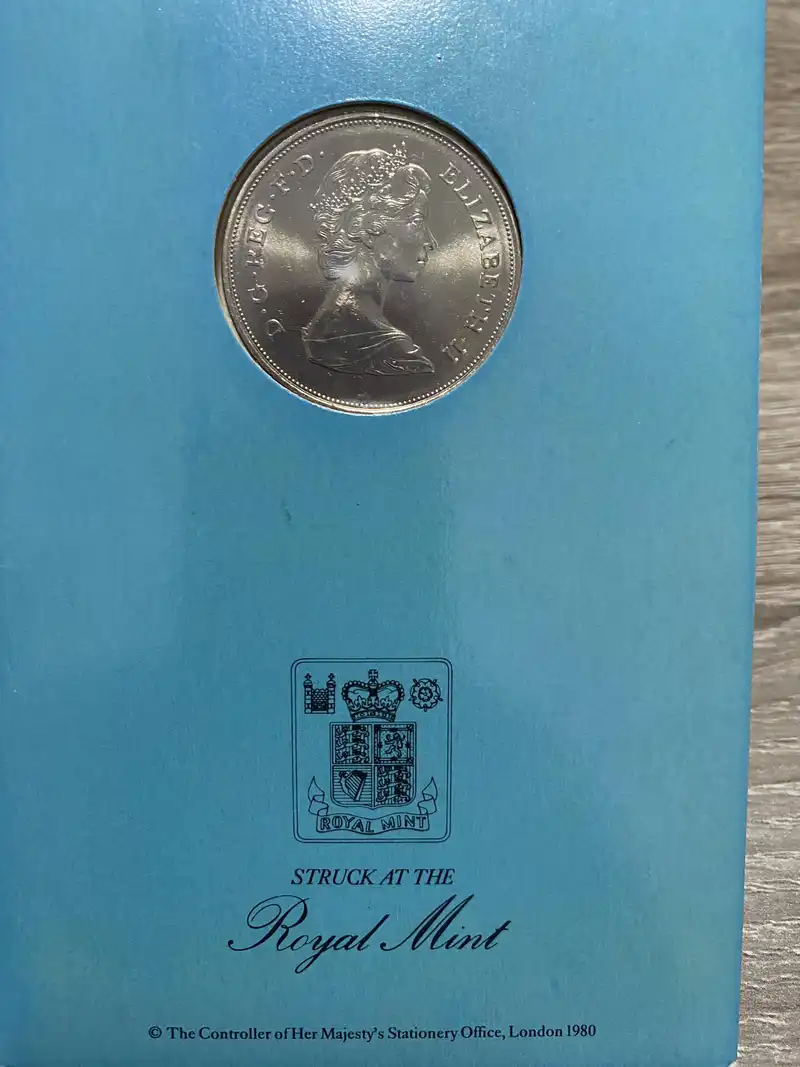 D·G·REG·F·D· ELIZABETH·II
ROYAL MINT
STRUCK AT THE
Royal Mint
© The Controller of Her Majesty's Stationery Office, London 1980